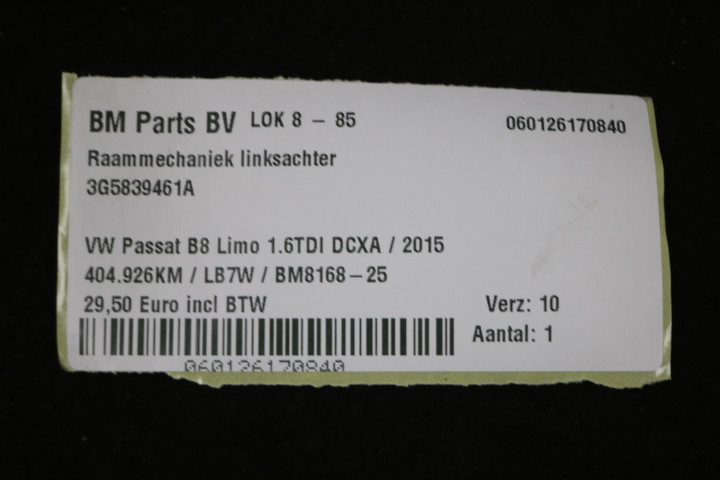 BM Parts BV LOK 8 - 85 060126170840
Raammechaniek linksachter
3G5839461A
VW Passat B8 Limo 1.6TDI DCXA / 2015
404.926KM / LB7W / BM8168-25
29,50 Euro incl BTW Verz: 10
Aantal: 1
060126170840